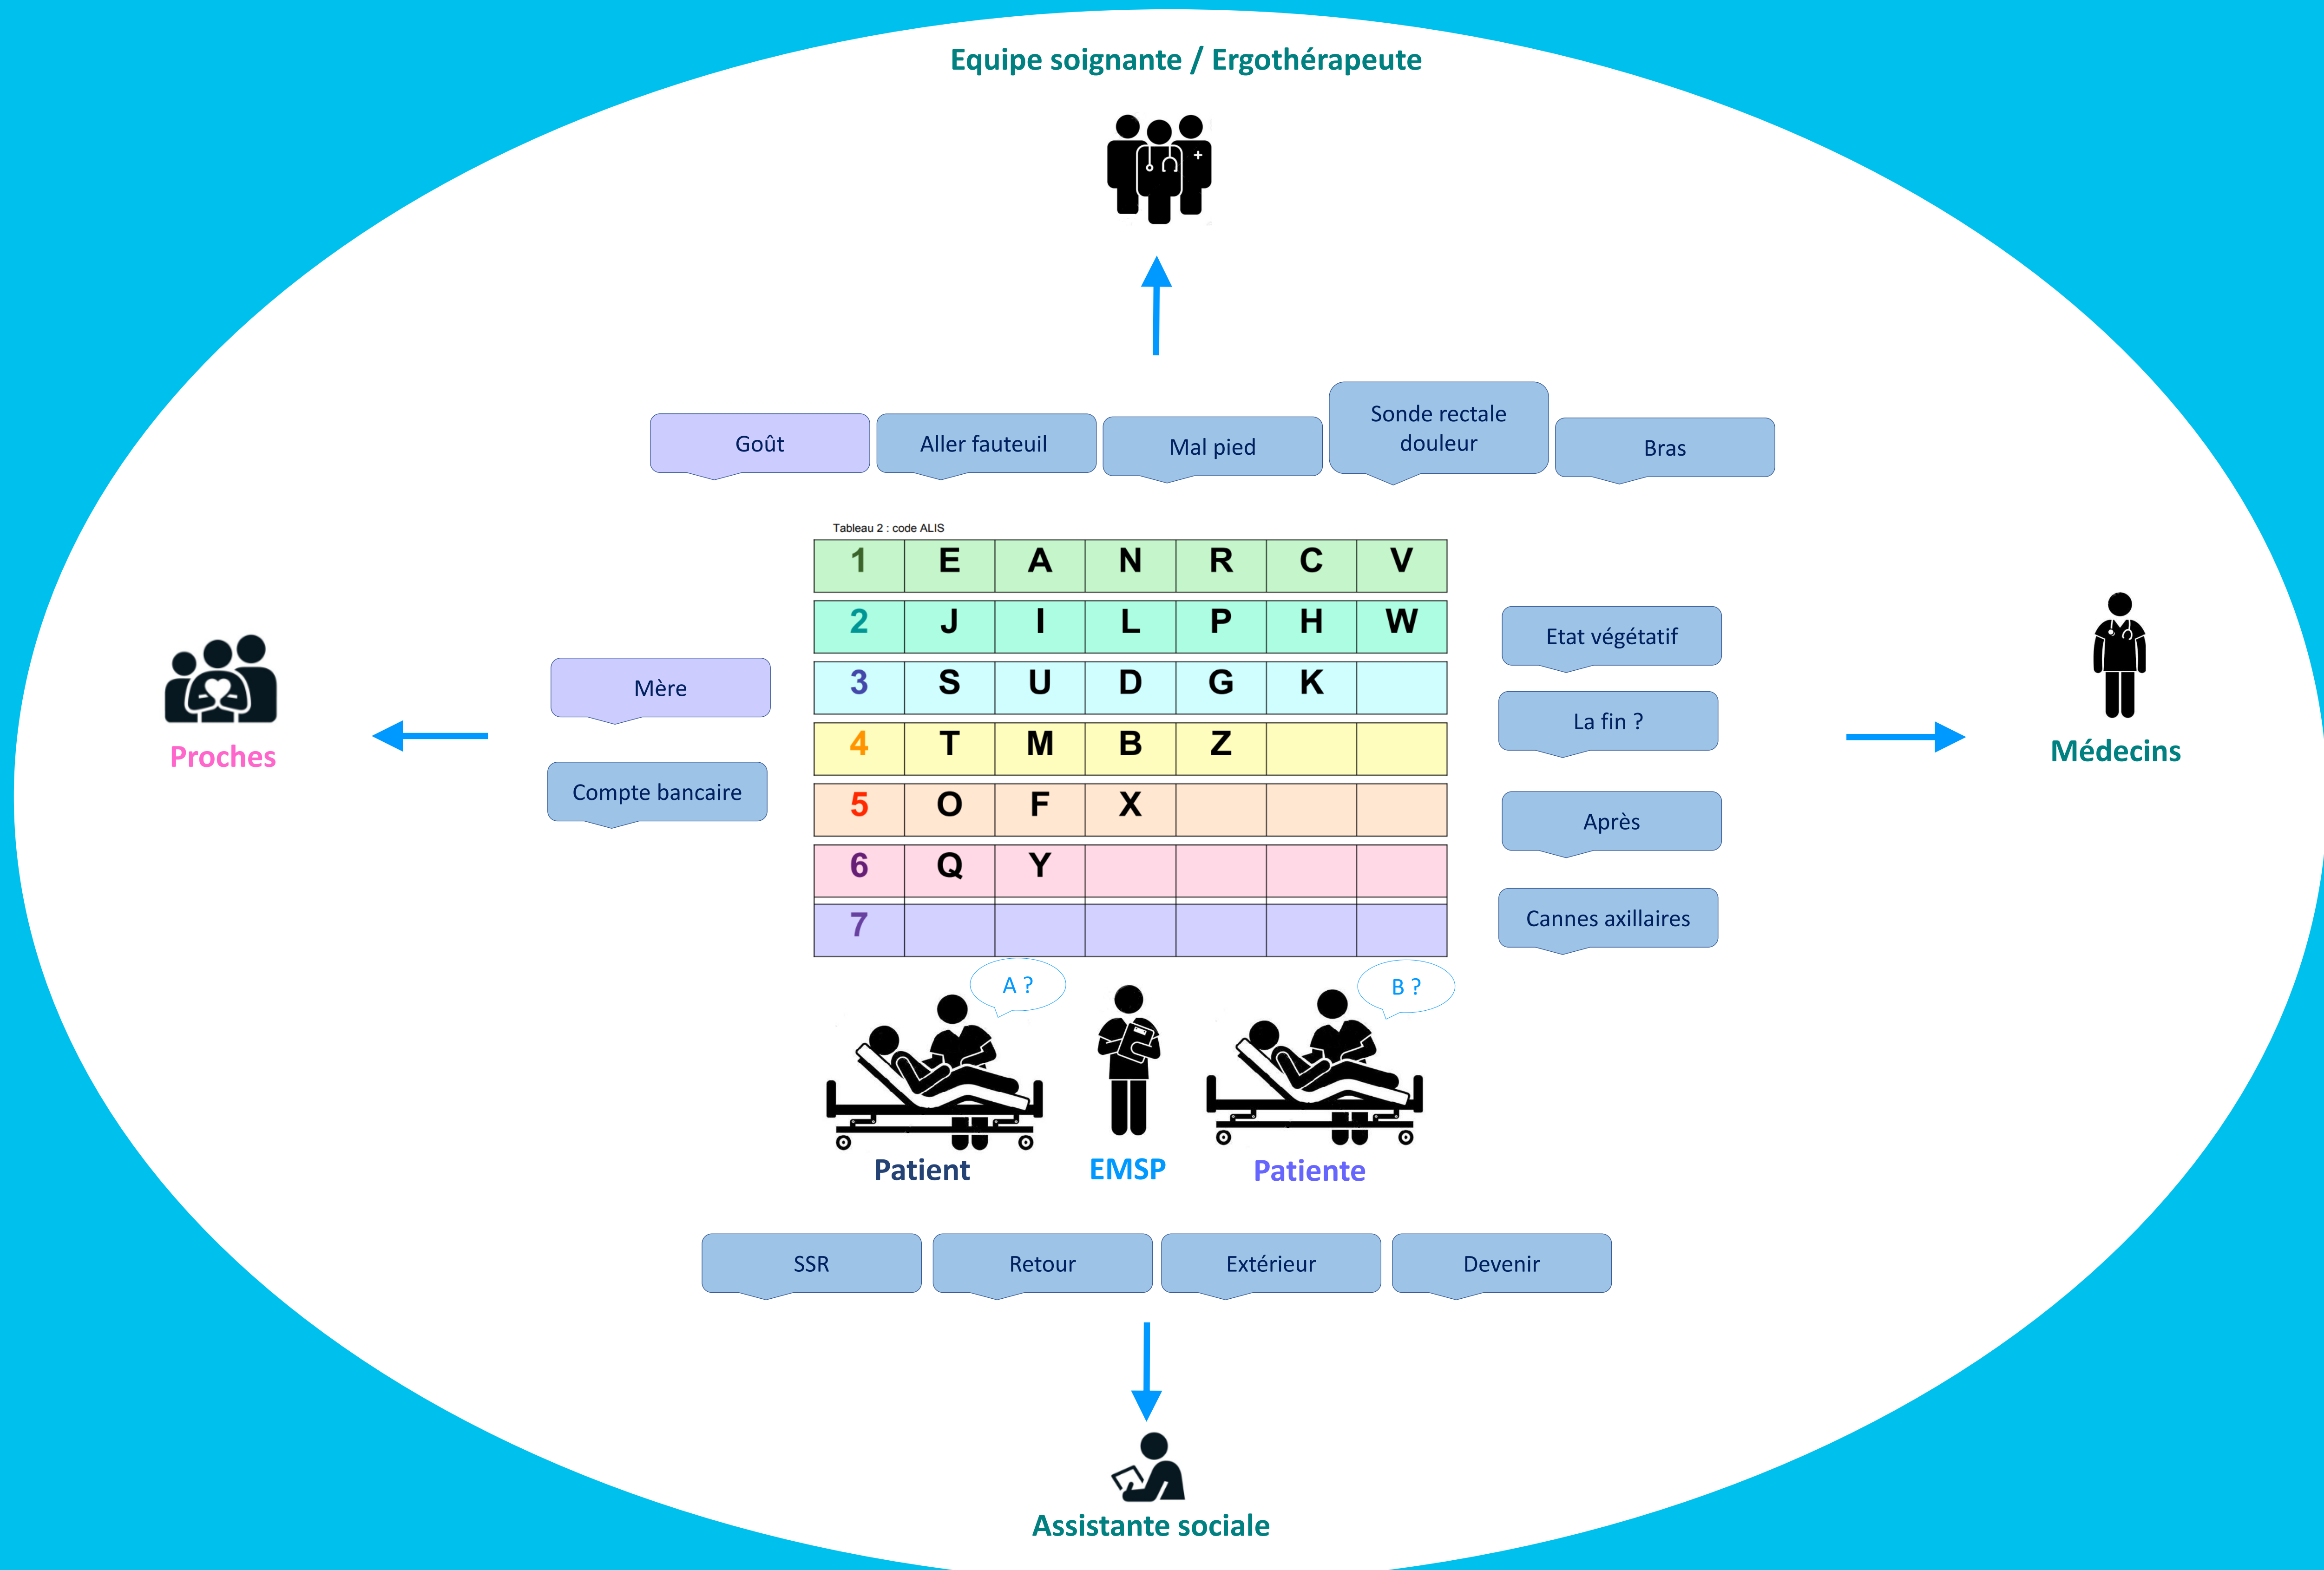 Equipe soignante / Ergothérapeute
Goût
Aller fauteuil
Mal pied
Sonde rectale
douleur
Bras
Tableau 2 : code ALIS
1 E A N R C V
2 J I L P H W
3 S U D G K
4 T M B Z
5 O F X
6 Q Y
7
Proches
Mère
Compte bancaire
Etat végétatif
La fin ?
Après
Cannes axillaires
Médecins
A ?
B ?
Patient
EMSP
Patiente
SSR
Retour
Extérieur
Devenir
Assistante sociale